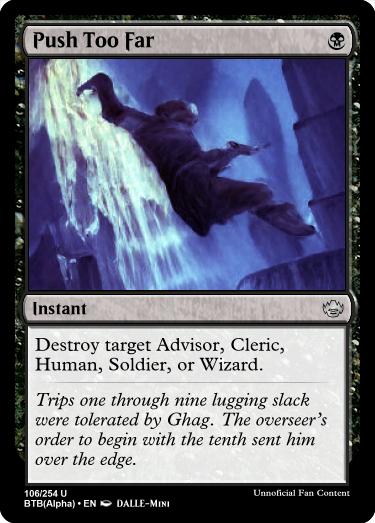 Push Too Far
Instant
Destroy target Advisor, Cleric,
Human, Soldier, or Wizard.
Trips one through nine lugging slack
were tolerated by Ghag. The overseer's
order to begin with the tenth sent him
over the edge.
106/254 U
BTB(Alpha) • EN DALLE-Mini
Unnoficial Fan Content